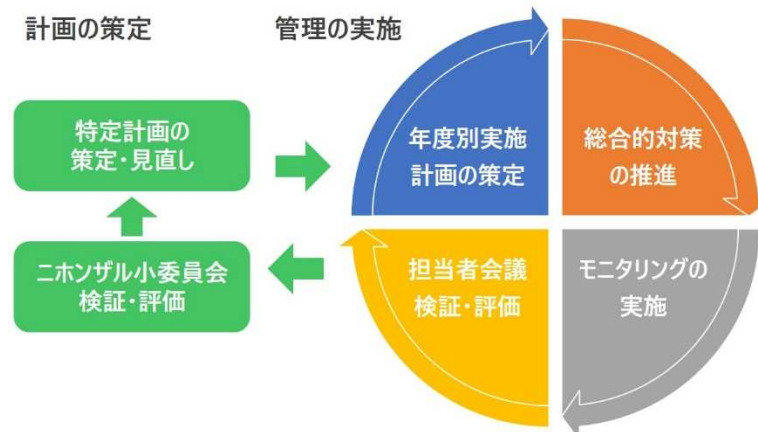 計画の策定
管理の実施
特定計画の
策定・見直し
ニホンザル小委員会
検証・評価
年度別実施
計画の策定
総合的対策
の推進
担当者会議
検証・評価
モニタリングの
実施